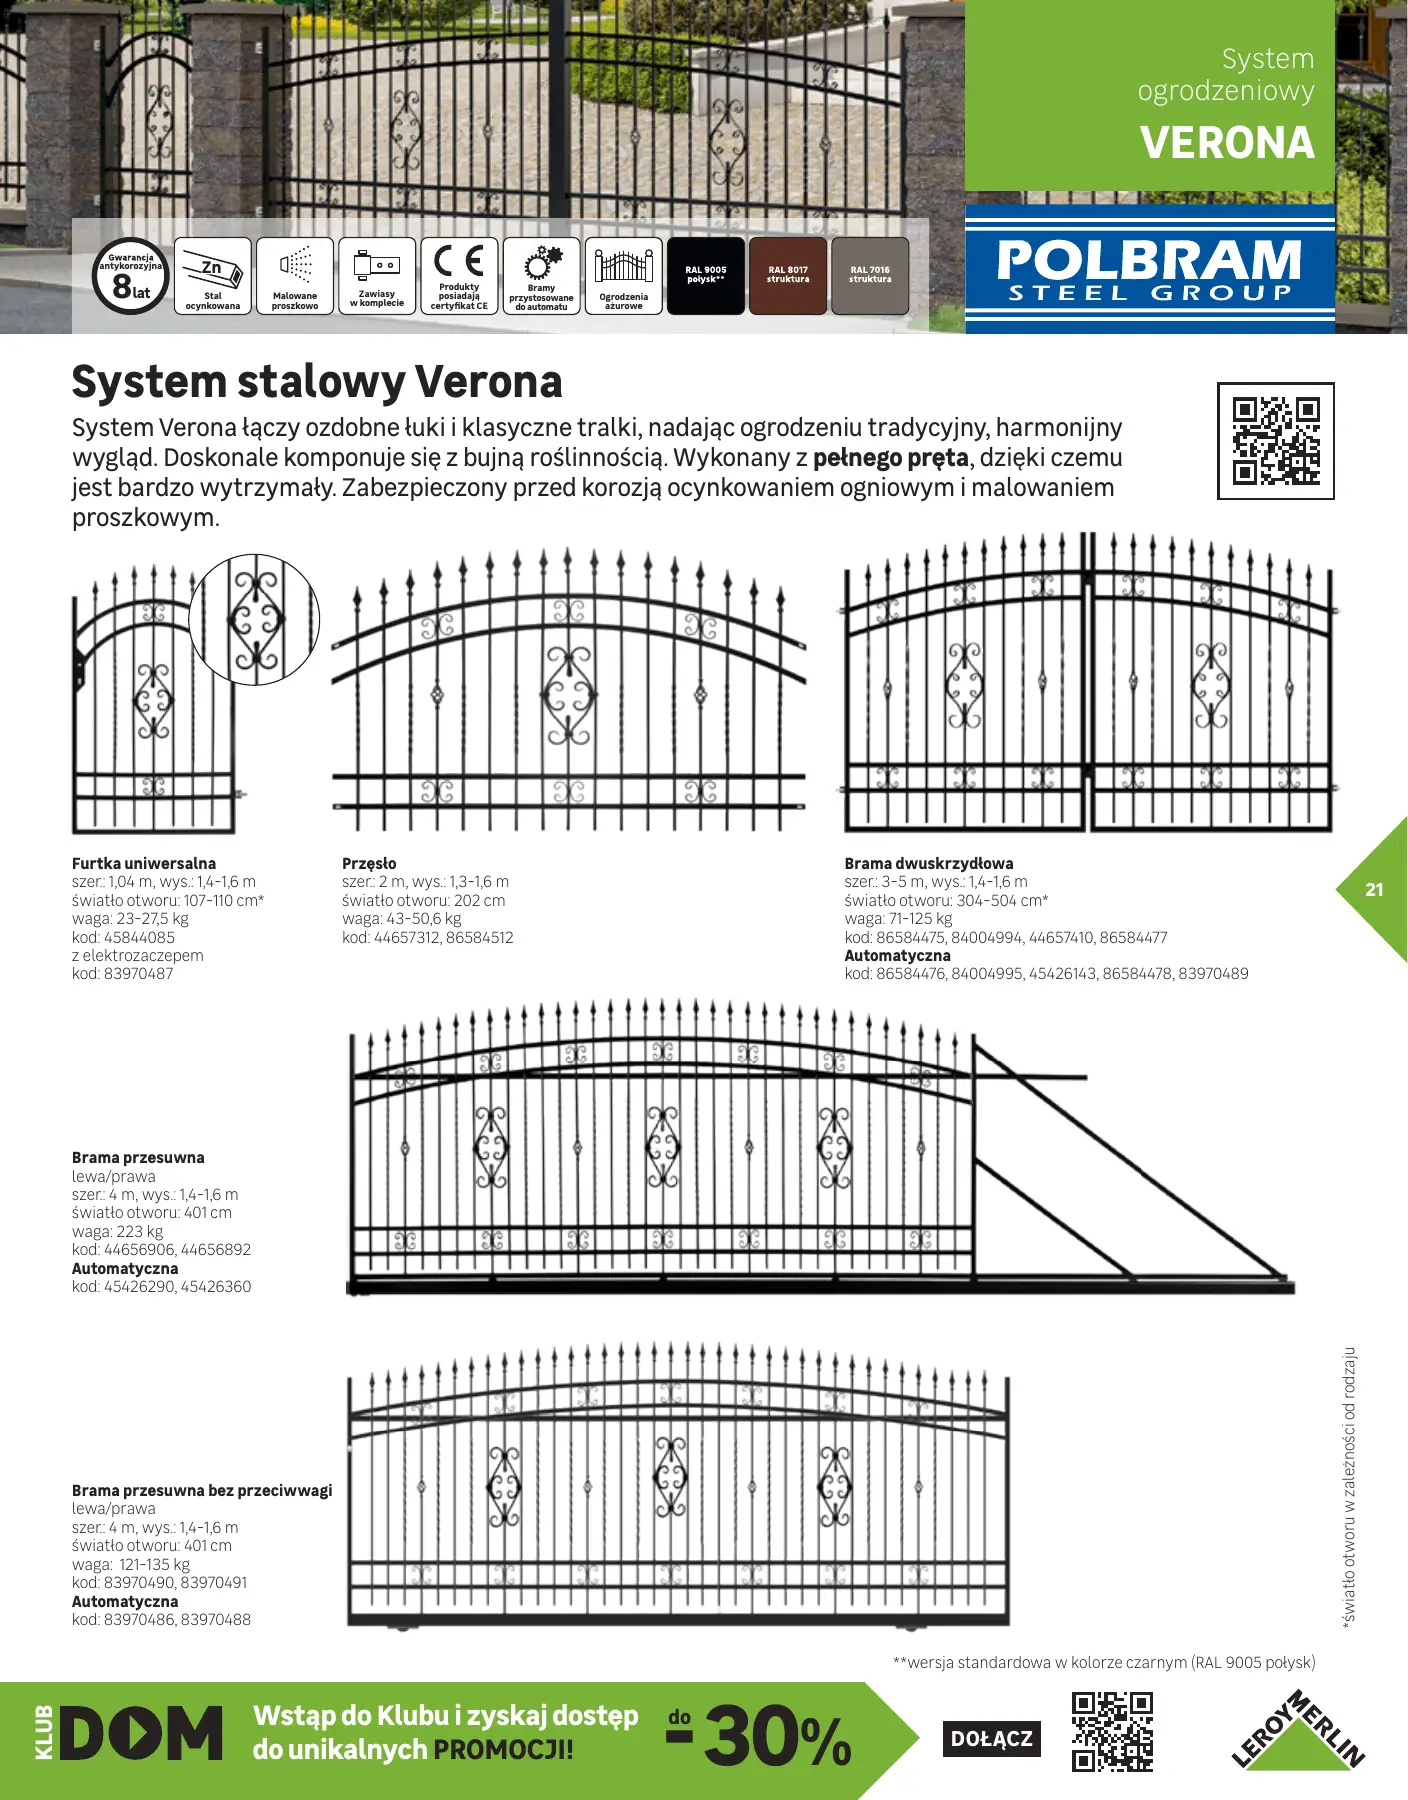 System
ogrodzeniowy
VERONA
POLBRAM
STEEL GROUP
Gwarancja
antykorozyjna
8 lat
Zn
Stal
ocynkowana
Malowane
proszkowo
Zawiasy
w komplecie
CE
Produkty
posiadają
certyfikat CE
Bramy
przystosowane
do automatu
Ogrodzenia
ażurowe
RAL 9005
połysk**
RAL 8017
struktura
RAL 7016
struktura
System stalowy Verona
System Verona łączy ozdobne łuki i klasyczne tralki, nadając ogrodzeniu tradycyjny, harmonijny
wygląd. Doskonale komponuje się z bujną roślinnością. Wykonany z pełnego pręta, dzięki czemu
jest bardzo wytrzymały. Zabezpieczony przed korozją ocynkowaniem ogniowym i malowaniem
proszkowym.
Furtka uniwersalna
szer.: 1,04 m, wys.: 1,4-1,6 m
światło otworu: 107-110 cm*
waga: 23-27,5 kg
kod: 45844085
z elektrozaczepem
kod: 83970487
Przęsło
szer.: 2 m, wys.: 1,3-1,6 m
światło otworu: 202 cm
waga: 43-50,6 kg
kod: 44657312, 86584512
Brama dwuskrzydłowa
szer.: 3-5 m, wys.: 1,4-1,6 m
światło otworu: 304-504 cm*
waga: 71-125 kg
kod: 86584475, 84004994, 44657410, 86584477
Automatyczna
kod: 86584476, 84004995, 45426143, 86584478, 83970489
21
Brama przesuwna
lewa/prawa
szer.: 4 m, wys.: 1,4-1,6 m
światło otworu: 401 cm
waga: 223 kg
kod: 44656906, 44656892
Automatyczna
kod: 45426290, 45426360
Brama przesuwna bez przeciwwagi
lewa/prawa
szer.: 4 m, wys.: 1,4-1,6 m
światło otworu: 401 cm
waga: 121-135 kg
kod: 83970490, 83970491
Automatyczna
kod: 83970486, 83970488
*światło otworu w zależności od rodzaju
**wersja standardowa w kolorze czarnym (RAL 9005 połysk)
KLUB
DOM
Wstąp do Klubu i zyskaj dostęp
do unikalnych PROMOCJI!
do
-30%
DOŁĄCZ
LEROY MERLIN